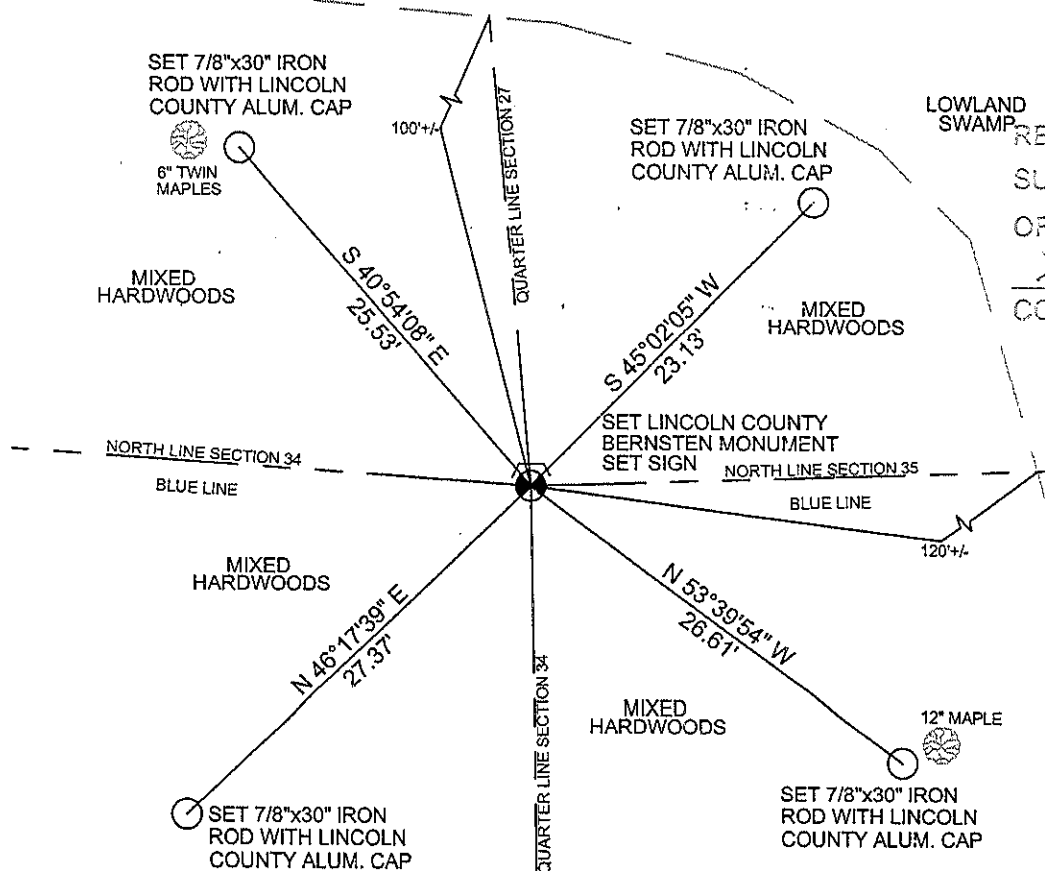 SET 7/8"x30" IRON
ROD WITH LINCOLN
COUNTY ALUM. CAP
6" TWIN
MAPLES
100'+/-
QUARTER LINE SECTION 27
SET 7/8"x30" IRON
ROD WITH LINCOLN
COUNTY ALUM. CAP
LOWLAND
SWAMP
SU
CO
MIXED
HARDWOODS
S 40°54'08" E
25.53'
S 45°02'05" W
23.13'
MIXED
HARDWOODS
SET LINCOLN COUNTY
BERNSTEN MONUMENT
SET SIGN
NORTH LINE SECTION 34
BLUE LINE
NORTH LINE SECTION 35
BLUE LINE
120'+/-
MIXED
HARDWOODS
N 46°17'39" E
27.37'
N 53°39'54" W
26.61'
QUARTER LINE SECTION 34
MIXED
HARDWOODS
12" MAPLE
SET 7/8"x30" IRON
ROD WITH LINCOLN
COUNTY ALUM. CAP
SET 7/8"x30" IRON
ROD WITH LINCOLN
COUNTY ALUM. CAP